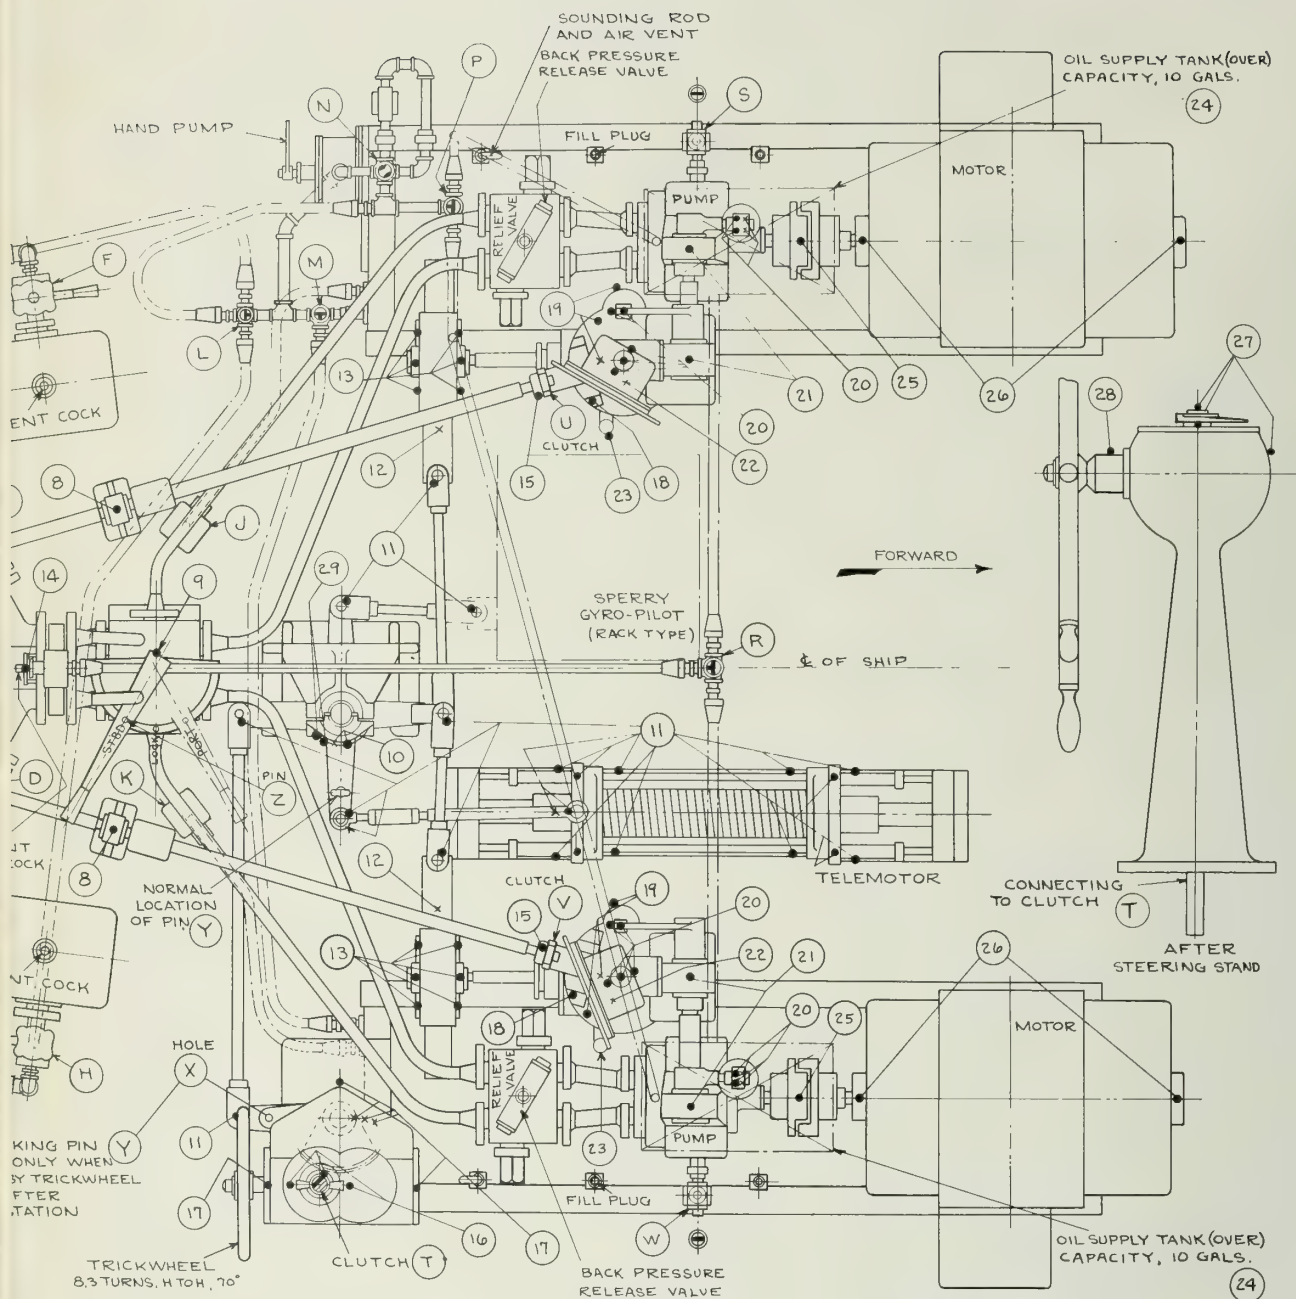 SOUNDING ROD
AND AIR VENT
BACK PRESSURE
RELEASE VALVE
OIL SUPPLY TANK (OVER)
CAPACITY, 10 GALS.
24
P
S
N
HAND PUMP
FILL PLUG
MOTOR
PUMP
RELIEF
VALVE
F
M
L
19
13
21
20
25
26
27
28
ENT COCK
U
CLUTCH
20
12
15
23
18
22
8
J
11
FORWARD
14
9
29
SPERRY
GYRO-PILOT
(RACK TYPE)
R
℄ OF SHIP
STBD
LOCK
PORT
10
11
D
K
PIN
Z
NT
COCK
8
NORMAL
LOCATION
OF PIN Y
12
TELEMOTOR
CLUTCH
V
19
20
15
CONNECTING
TO CLUTCH T
AFTER
STEERING STAND
13
22
21
26
NT COCK
18
20
25
MOTOR
HOLE
X
H
RELIEF
VALVE
KING PIN Y
ONLY WHEN
BY TRICKWHEEL
FTER
TATION
11
23
PUMP
17
FILL PLUG
16
17
W
TRICKWHEEL
8.3 TURNS. H TO H, 70°
CLUTCH T
BACK PRESSURE
RELEASE VALVE
OIL SUPPLY TANK (OVER)
CAPACITY, 10 GALS.
24